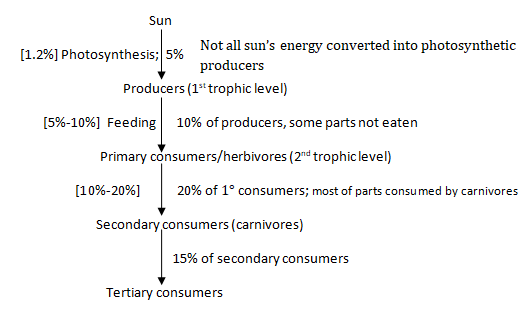 Sun
[1.2%] Photosynthesis; 5% Not all sun's energy converted into photosynthetic
producers
Producers (1st trophic level)
[5%-10%] Feeding 10% of producers, some parts not eaten
Primary consumers/herbivores (2nd trophic level)
[10%-20%] 20% of 1° consumers; most of parts consumed by carnivores
Secondary consumers (carnivores)
15% of secondary consumers
Tertiary consumers